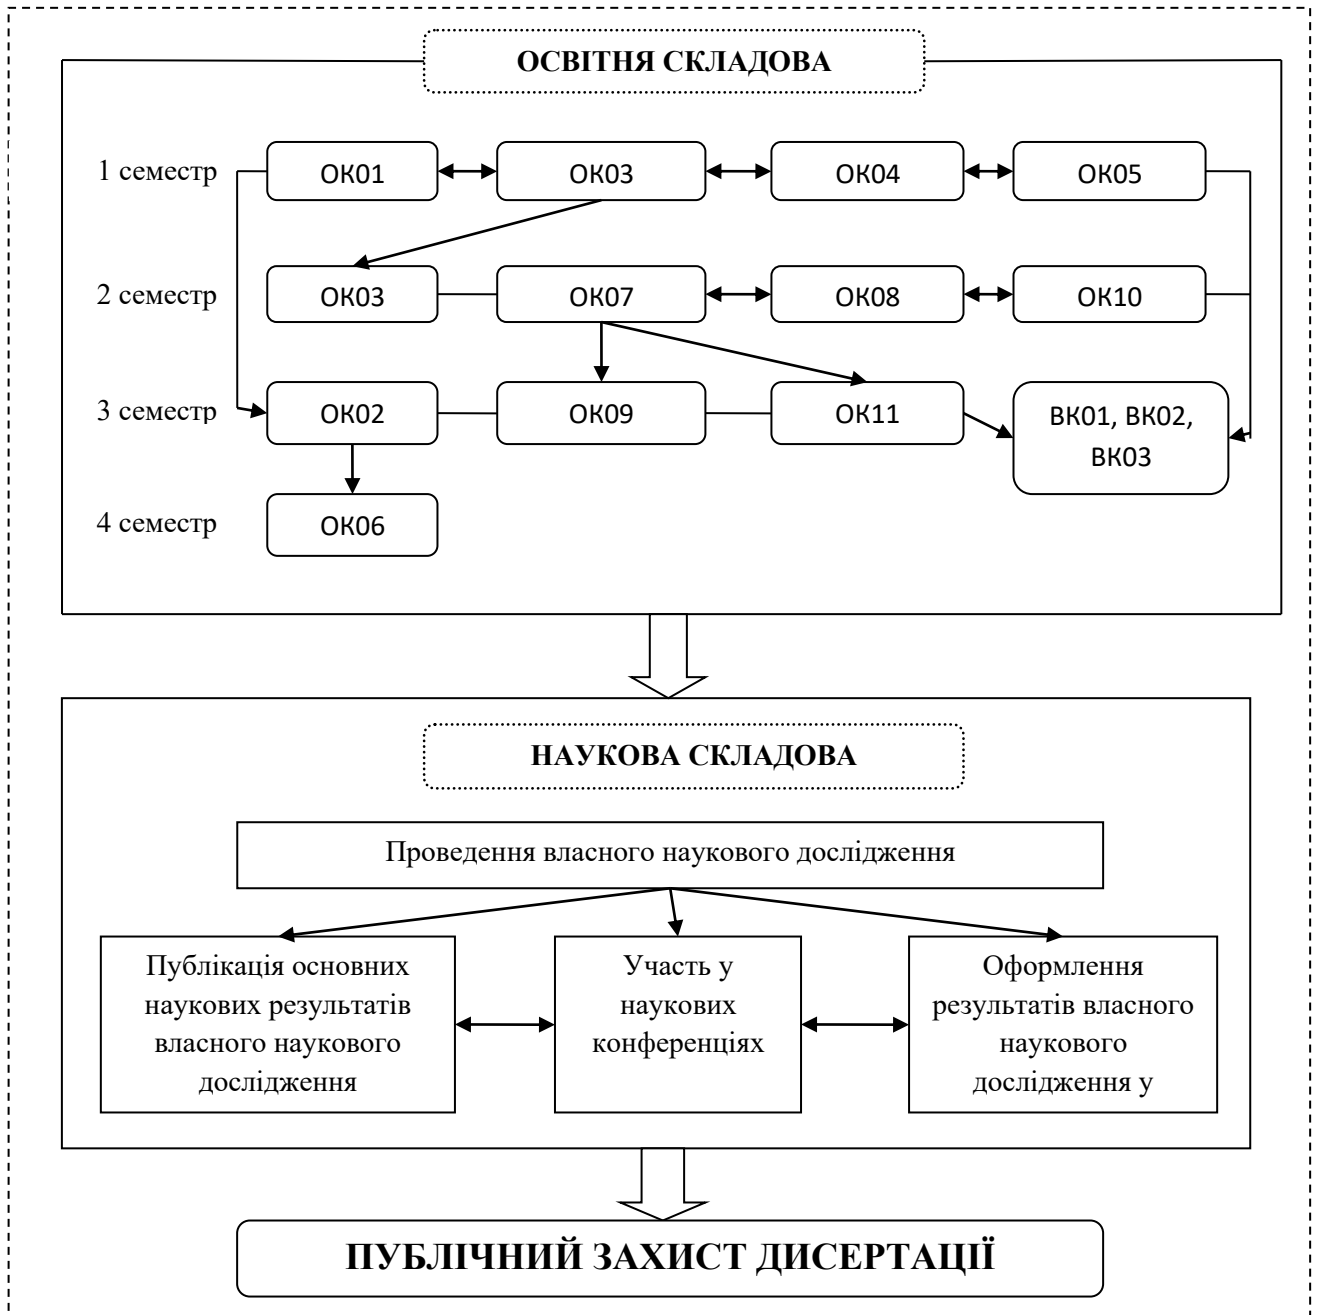 ОСВІТНЯ СКЛАДОВА
1 семестр ОК01 ОК03 ОК04 ОК05
2 семестр ОК03 ОК07 ОК08 ОК10
3 семестр ОК02 ОК09 ОК11 ВК01, ВК02,
ВК03
4 семестр ОК06
НАУКОВА СКЛАДОВА
Проведення власного наукового дослідження
Публікація основних
наукових результатів
власного наукового
дослідження
Участь у
наукових
конференціях
Оформлення
результатів власного
наукового
дослідження у
ПУБЛІЧНИЙ ЗАХИСТ ДИСЕРТАЦІЇ